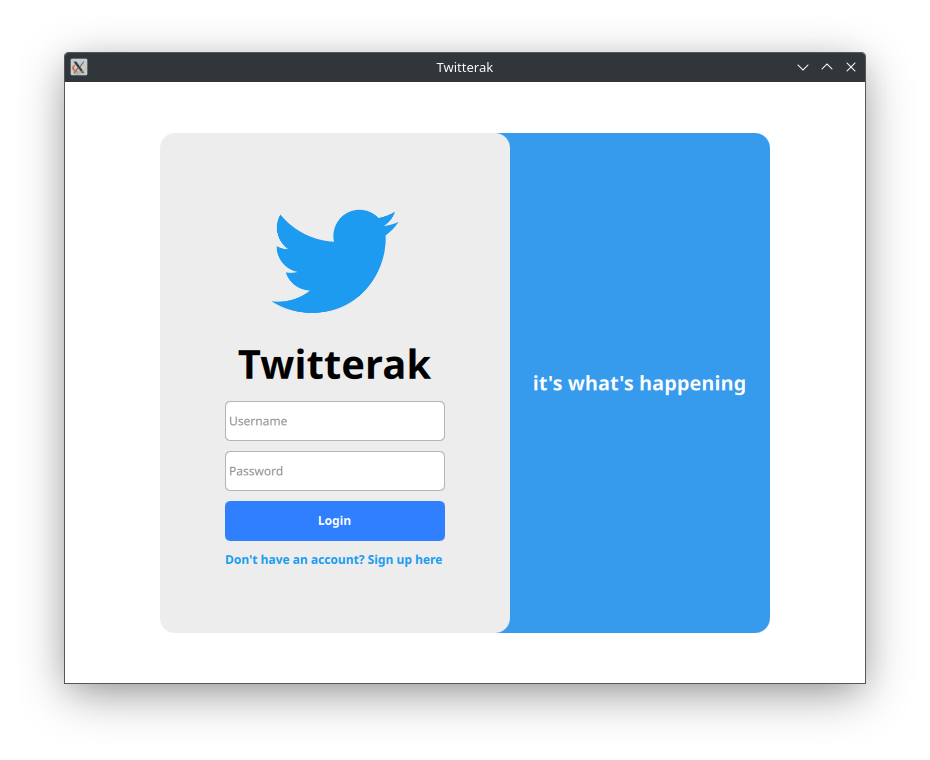 Twitterak
Twitterak
Username
Password
Login
Don't have an account? Sign up here
it's what's happening